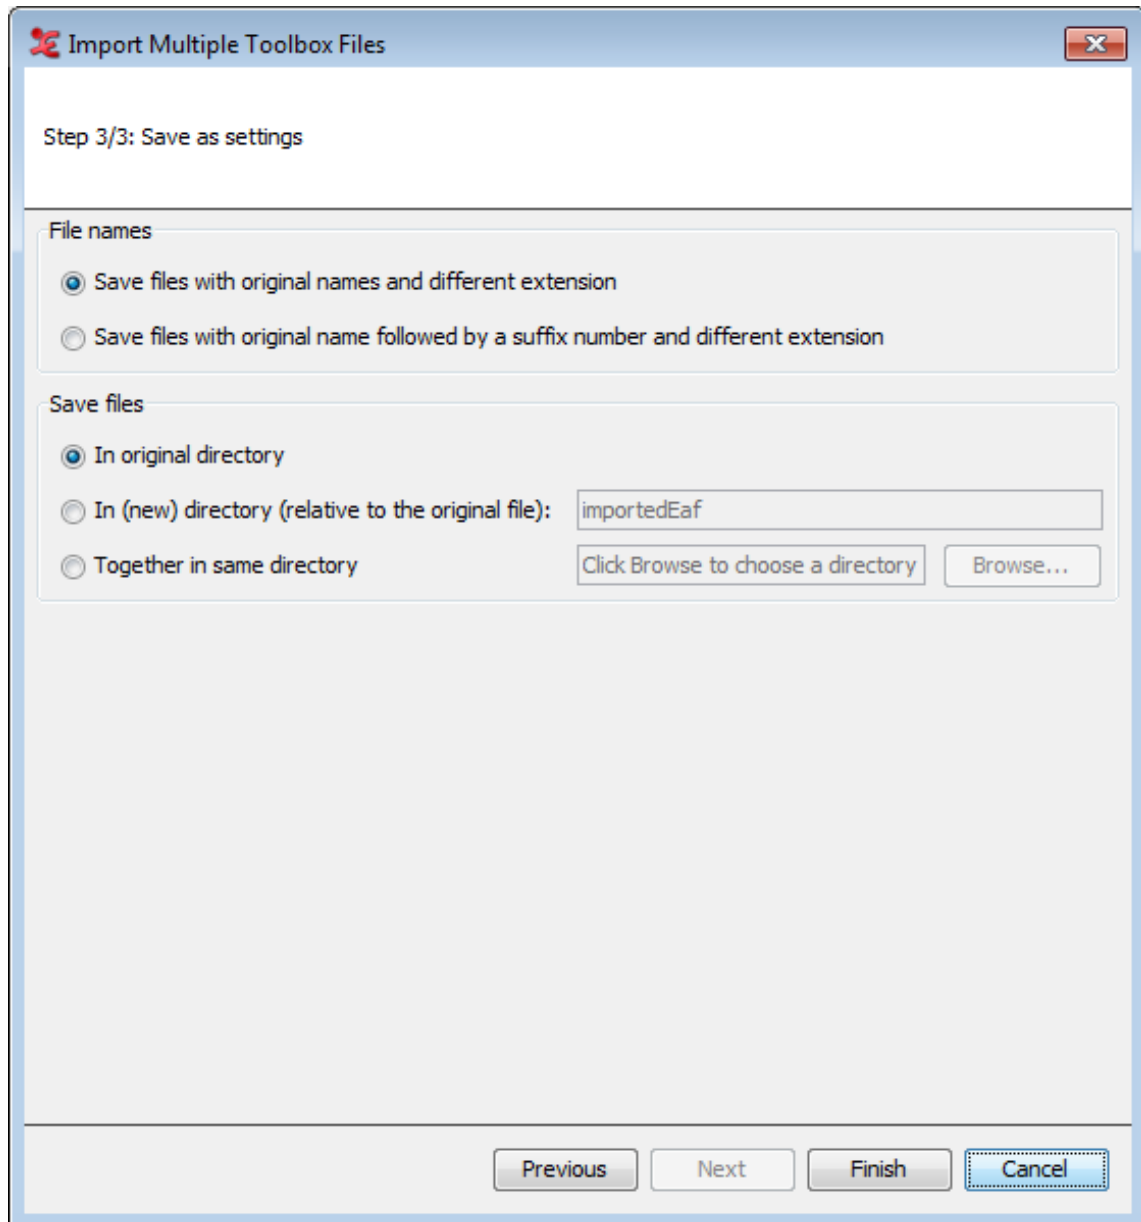 Import Multiple Toolbox Files
Step 3/3: Save as settings
File names
Save files with original names and different extension
Save files with original name followed by a suffix number and different extension
Save files
In original directory
In (new) directory (relative to the original file): importedEaf
Together in same directory Click Browse to choose a directory Browse...
Previous Next Finish Cancel